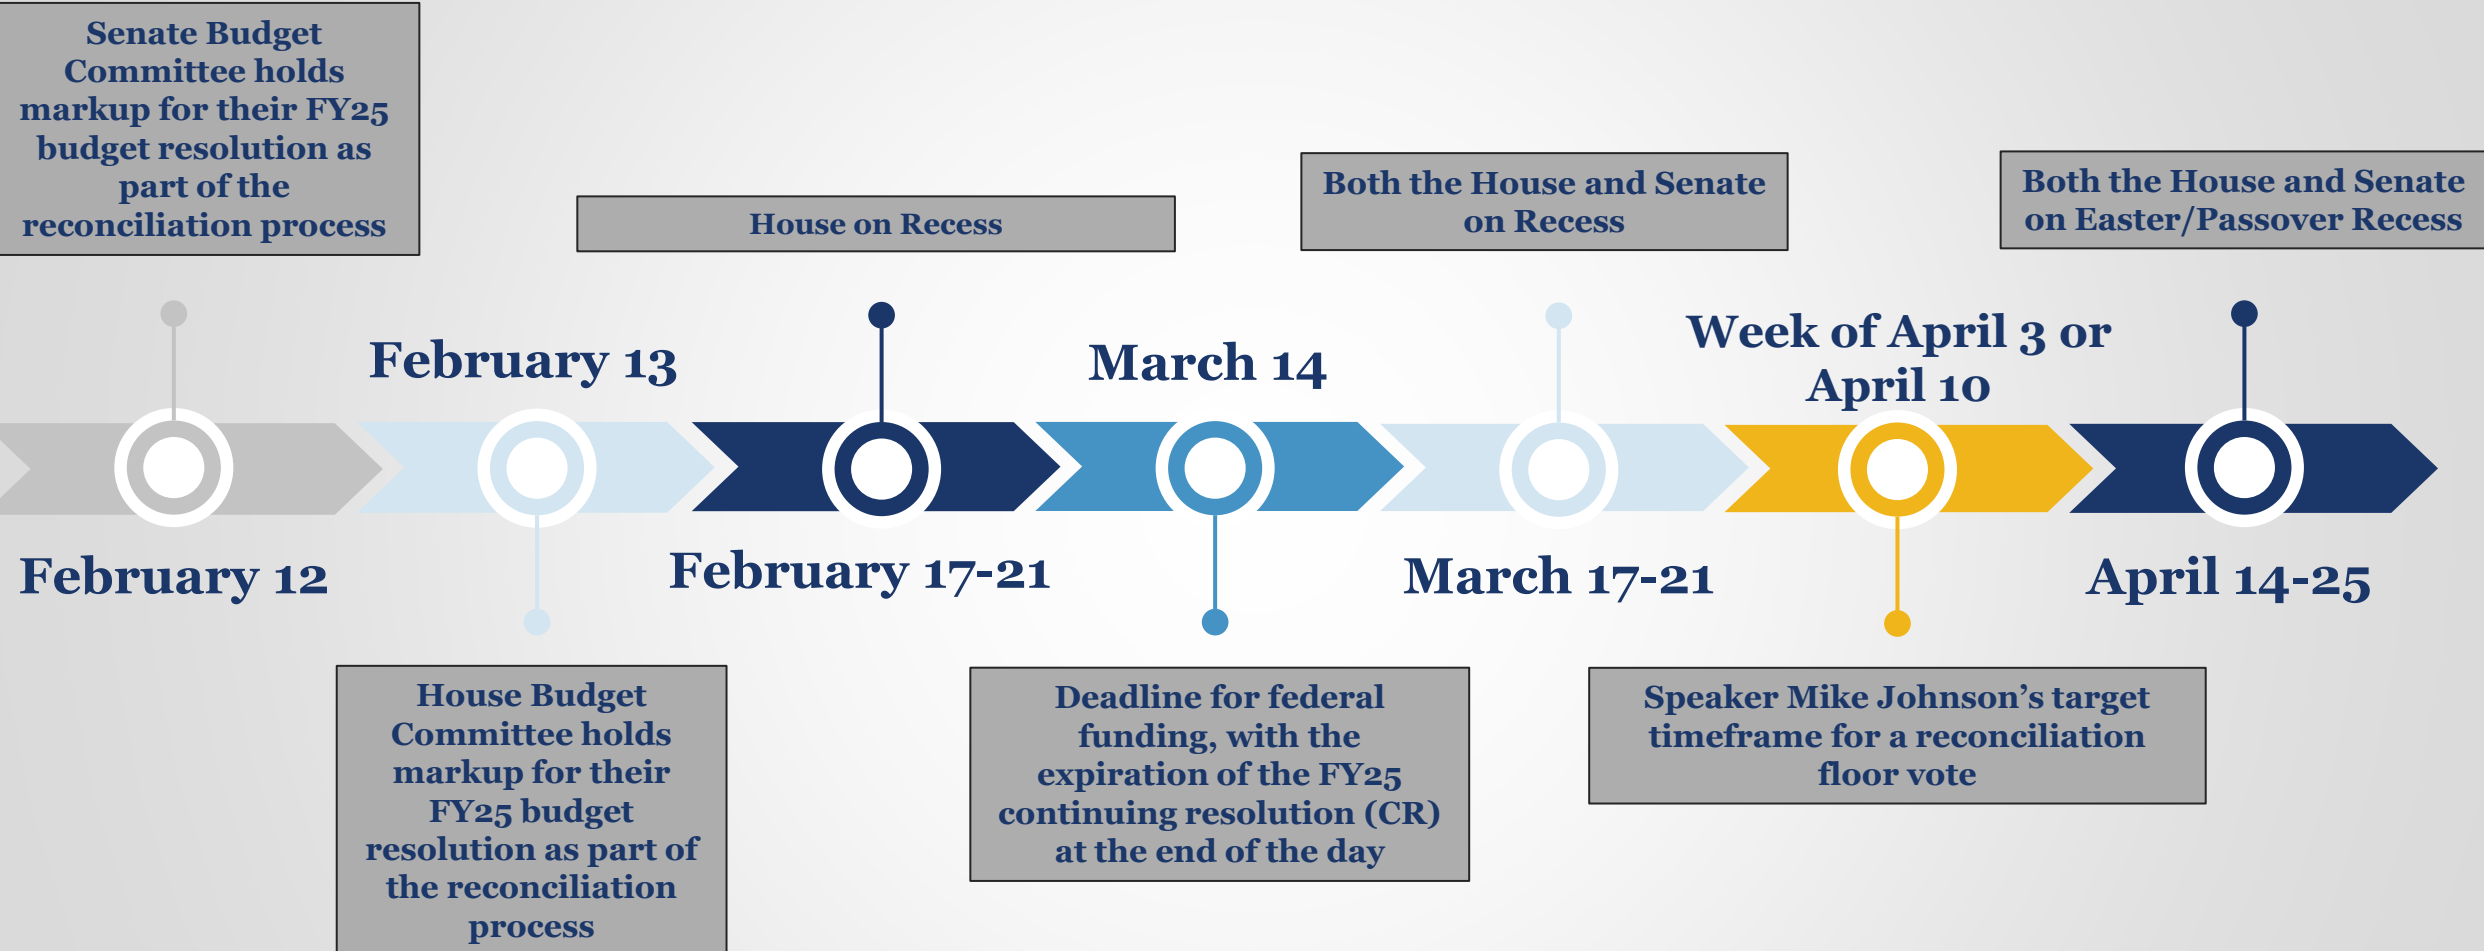 Senate Budget
Committee holds
markup for their FY25
budget resolution as
part of the
reconciliation process
February 12
February 13
House Budget
Committee holds
markup for their
FY25 budget
resolution as part of
the reconciliation
process
House on Recess
February 17-21
March 14
Deadline for federal
funding, with the
expiration of the FY25
continuing resolution (CR)
at the end of the day
Both the House and Senate
on Recess
March 17-21
Week of April 3 or
April 10
Speaker Mike Johnson’s target
timeframe for a reconciliation
floor vote
Both the House and Senate
on Easter/Passover Recess
April 14-25